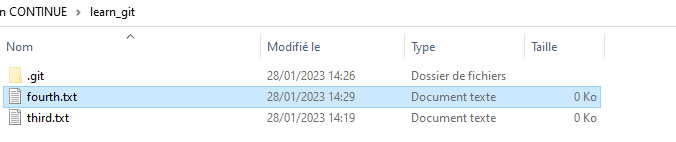 n CONTINUE > learn_git
Nom Modifié le Type Taille
.git 28/01/2023 14:26 Dossier de fichiers
fourth.txt 28/01/2023 14:29 Document texte 0 Ko
third.txt 28/01/2023 14:19 Document texte 0 Ko